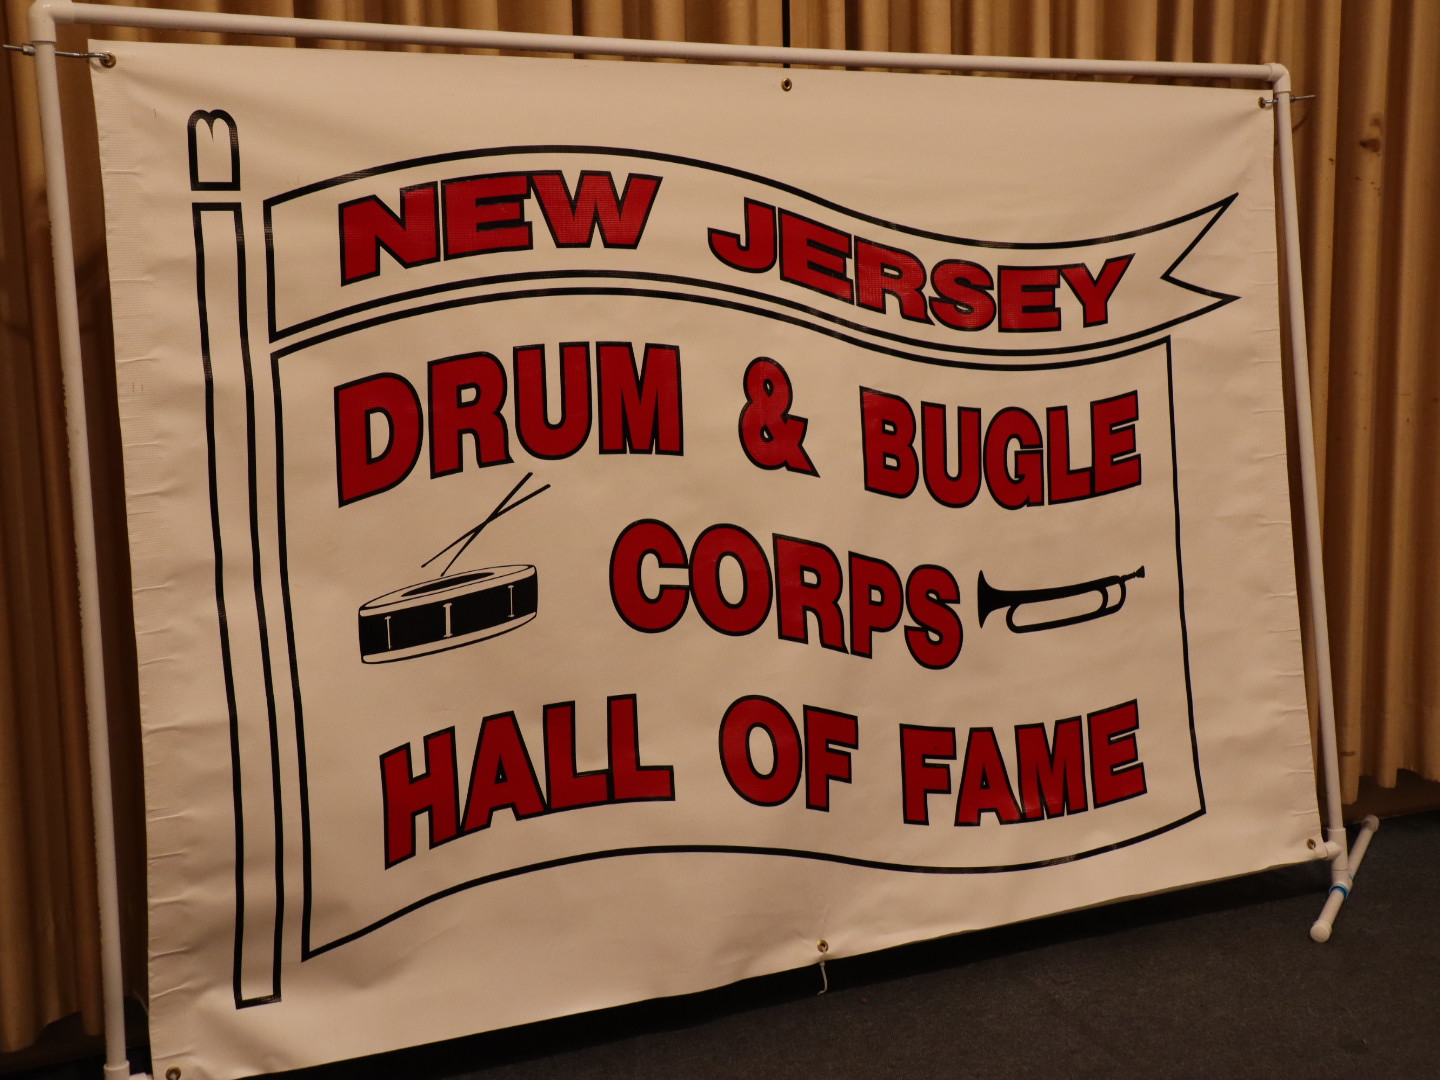 NEW JERSEY
DRUM & BUGLE
CORPS
HALL OF FAME